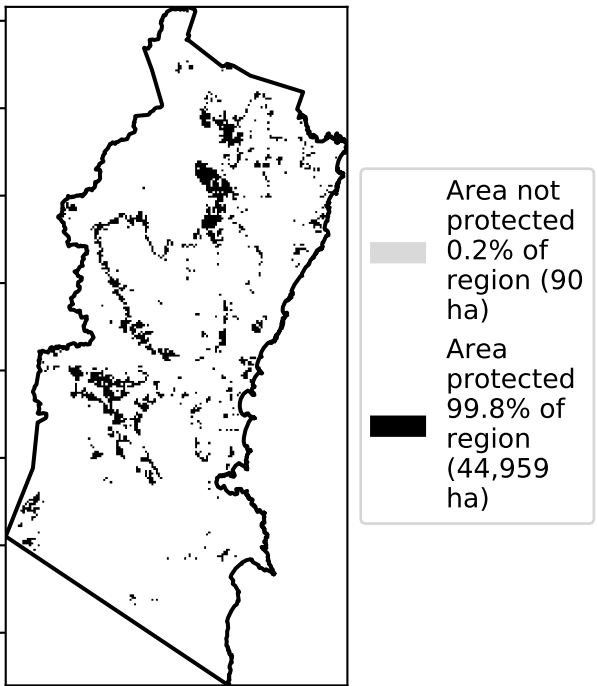 Area not
protected
0.2% of
region (90
ha)
Area
protected
99.8% of
region
(44,959
ha)